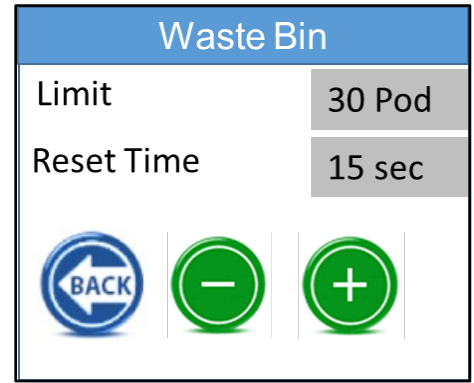 Waste Bin
Limit 30 Pod
Reset Time 15 sec
BACK − +